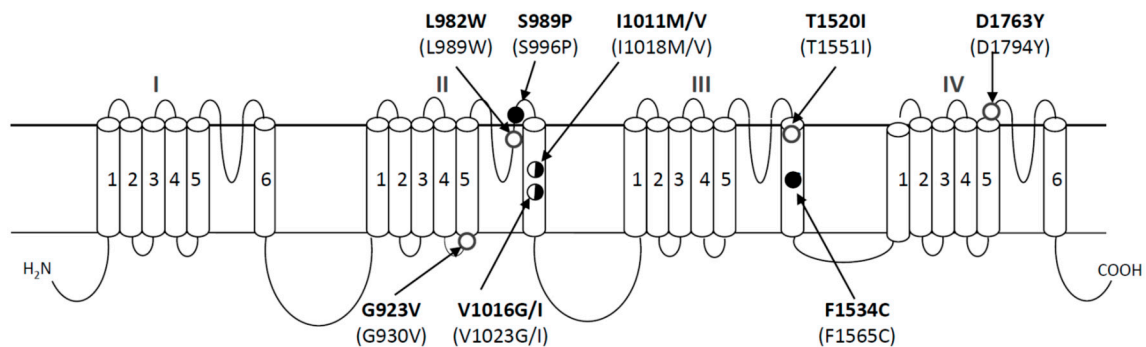 L982W S989P I1011M/V T1520I D1763Y
(L989W) (S996P) (I1018M/V) (T1551I) (D1794Y)
I II III IV
1 2 3 4 5 6 1 2 3 4 5 1 2 3 4 5 1 2 3 4 5 6
H2N COOH
G923V V1016G/I F1534C
(G930V) (V1023G/I) (F1565C)